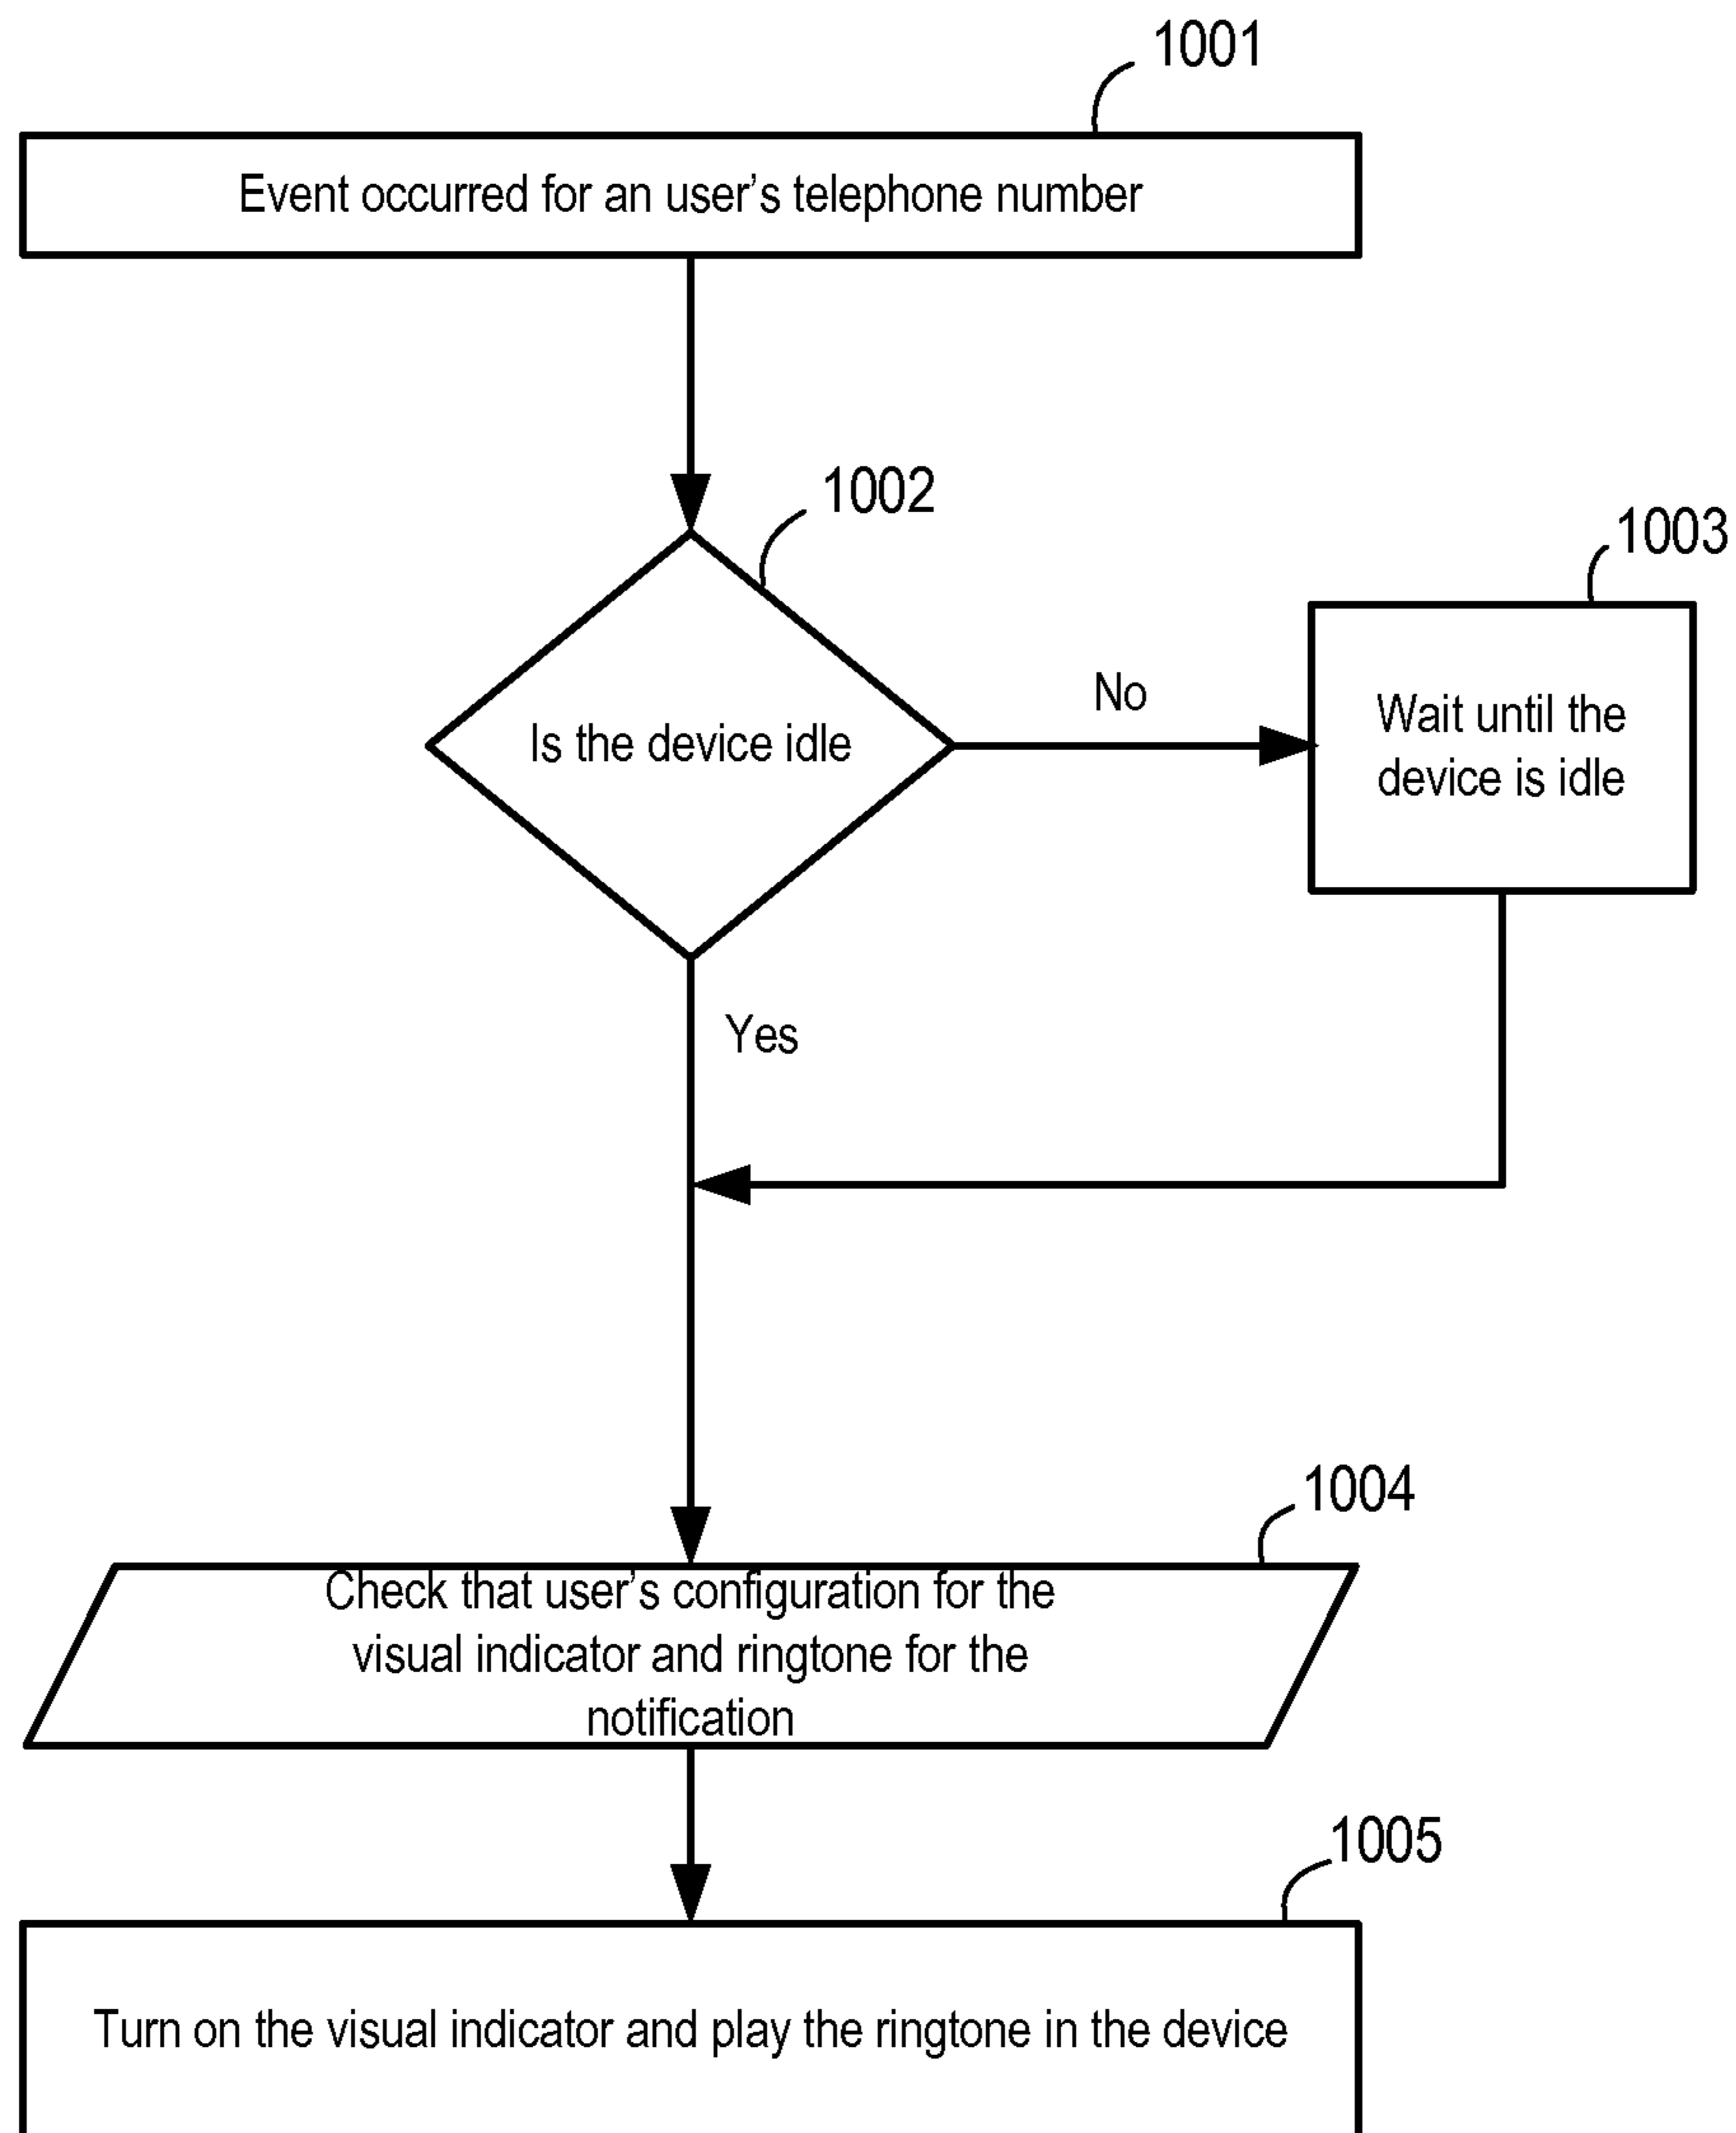 1001
Event occurred for an user's telephone number
1002
Is the device idle
No
1003
Wait until the
device is idle
Yes
1004
Check that user's configuration for the
visual indicator and ringtone for the
notification
1005
Turn on the visual indicator and play the ringtone in the device